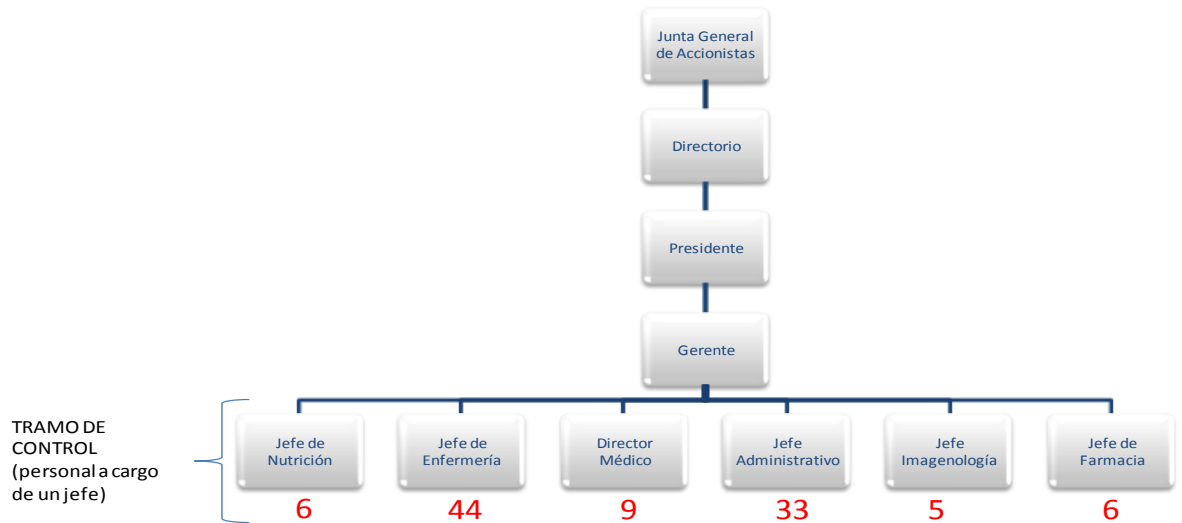 Junta General
de Accionistas
Directorio
Presidente
Gerente
TRAMO DE
CONTROL
(personal a cargo
de un jefe)
Jefe de
Nutrición
6
Jefe de
Enfermería
44
Director
Médico
9
Jefe
Administrativo
33
Jefe
Imagenología
5
Jefe de
Farmacia
6